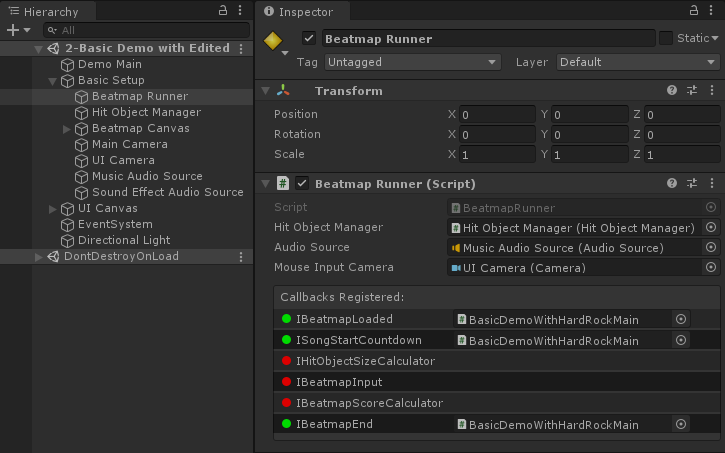 Hierarchy
All
2-Basic Demo with Edited
Demo Main
Basic Setup
Beatmap Runner
Hit Object Manager
Beatmap Canvas
Main Camera
UI Camera
Music Audio Source
Sound Effect Audio Source
UI Canvas
EventSystem
Directional Light
DontDestroyOnLoad
Inspector
Beatmap Runner Static
Tag Untagged Layer Default
Transform
Position X 0 Y 0 Z 0
Rotation X 0 Y 0 Z 0
Scale X 1 Y 1 Z 1
Beatmap Runner (Script)
Script BeatmapRunner
Hit Object Manager Hit Object Manager (Hit Object Manager)
Audio Source Music Audio Source (Audio Source)
Mouse Input Camera UI Camera (Camera)
Callbacks Registered:
IBeatmapLoaded BasicDemoWithHardRockMain
ISongStartCountdown BasicDemoWithHardRockMain
IHitObjectSizeCalculator
IBeatmapInput
IBeatmapScoreCalculator
IBeatmapEnd BasicDemoWithHardRockMain